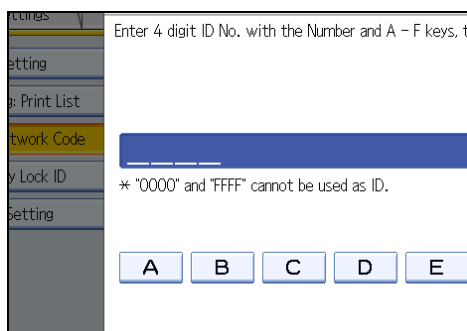 Enter 4 digit ID No. with the Number and A - F keys, t
etting
: Print List
twork Code
y Lock ID
Setting
____
* "0000" and "FFFF" cannot be used as ID.
A B C D E